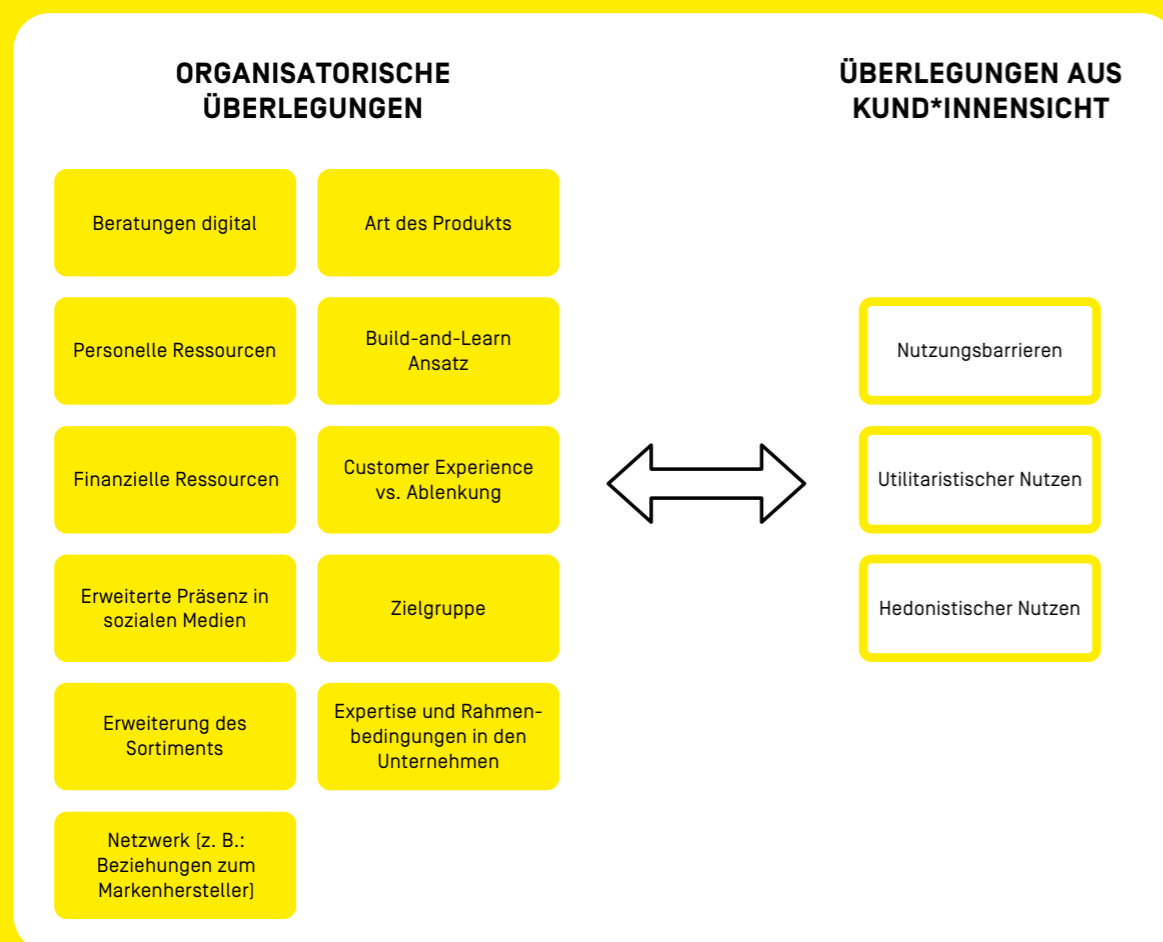 ORGANISATORISCHE
ÜBERLEGUNGEN
Beratungen digital
Art des Produkts
Personelle Ressourcen
Build-and-Learn
Ansatz
Finanzielle Ressourcen
Customer Experience
vs. Ablenkung
Erweiterte Präsenz in
sozialen Medien
Zielgruppe
Erweiterung des
Sortiments
Expertise und Rahmen-
bedingungen in den
Unternehmen
Netzwerk (z. B.:
Beziehungen zum
Markenhersteller)
ÜBERLEGUNGEN AUS
KUND*INNENSICHT
Nutzungsbarrieren
Utilitaristischer Nutzen
Hedonistischer Nutzen